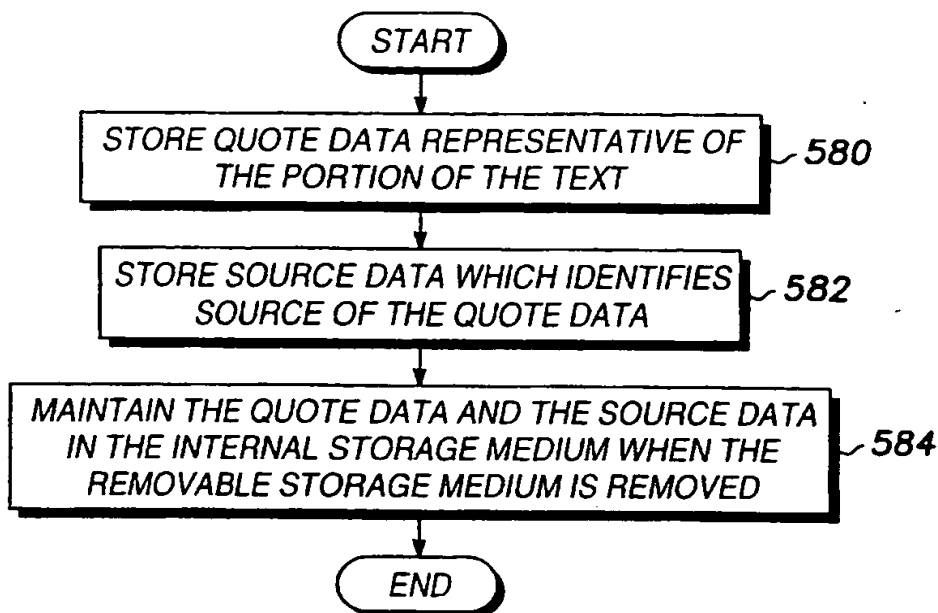 START
STORE QUOTE DATA REPRESENTATIVE OF
THE PORTION OF THE TEXT
580
STORE SOURCE DATA WHICH IDENTIFIES
SOURCE OF THE QUOTE DATA
582
MAINTAIN THE QUOTE DATA AND THE SOURCE DATA
IN THE INTERNAL STORAGE MEDIUM WHEN THE
REMOVABLE STORAGE MEDIUM IS REMOVED
584
END